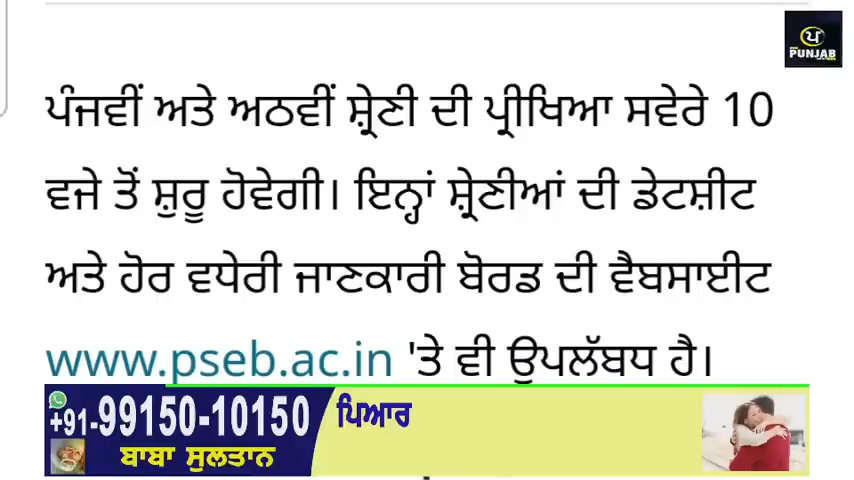 ਪ
PUNJAB
ਪੰਜਵੀਂ ਅਤੇ ਅਠਵੀਂ ਸ਼੍ਰੇਣੀ ਦੀ ਪ੍ਰੀਖਿਆ ਸਵੇਰੇ 10
ਵਜੇ ਤੋਂ ਸ਼ੁਰੂ ਹੋਵੇਗੀ। ਇਨ੍ਹਾਂ ਸ਼੍ਰੇਣੀਆਂ ਦੀ ਡੇਟਸ਼ੀਟ
ਅਤੇ ਹੋਰ ਵਧੇਰੀ ਜਾਣਕਾਰੀ ਬੋਰਡ ਦੀ ਵੈਬਸਾਈਟ
www.pseb.ac.in 'ਤੇ ਵੀ ਉਪਲੱਬਧ ਹੈ।
+91-99150-10150
ਬਾਬਾ ਸੁਲਤਾਨ
ਪਿਆਰ